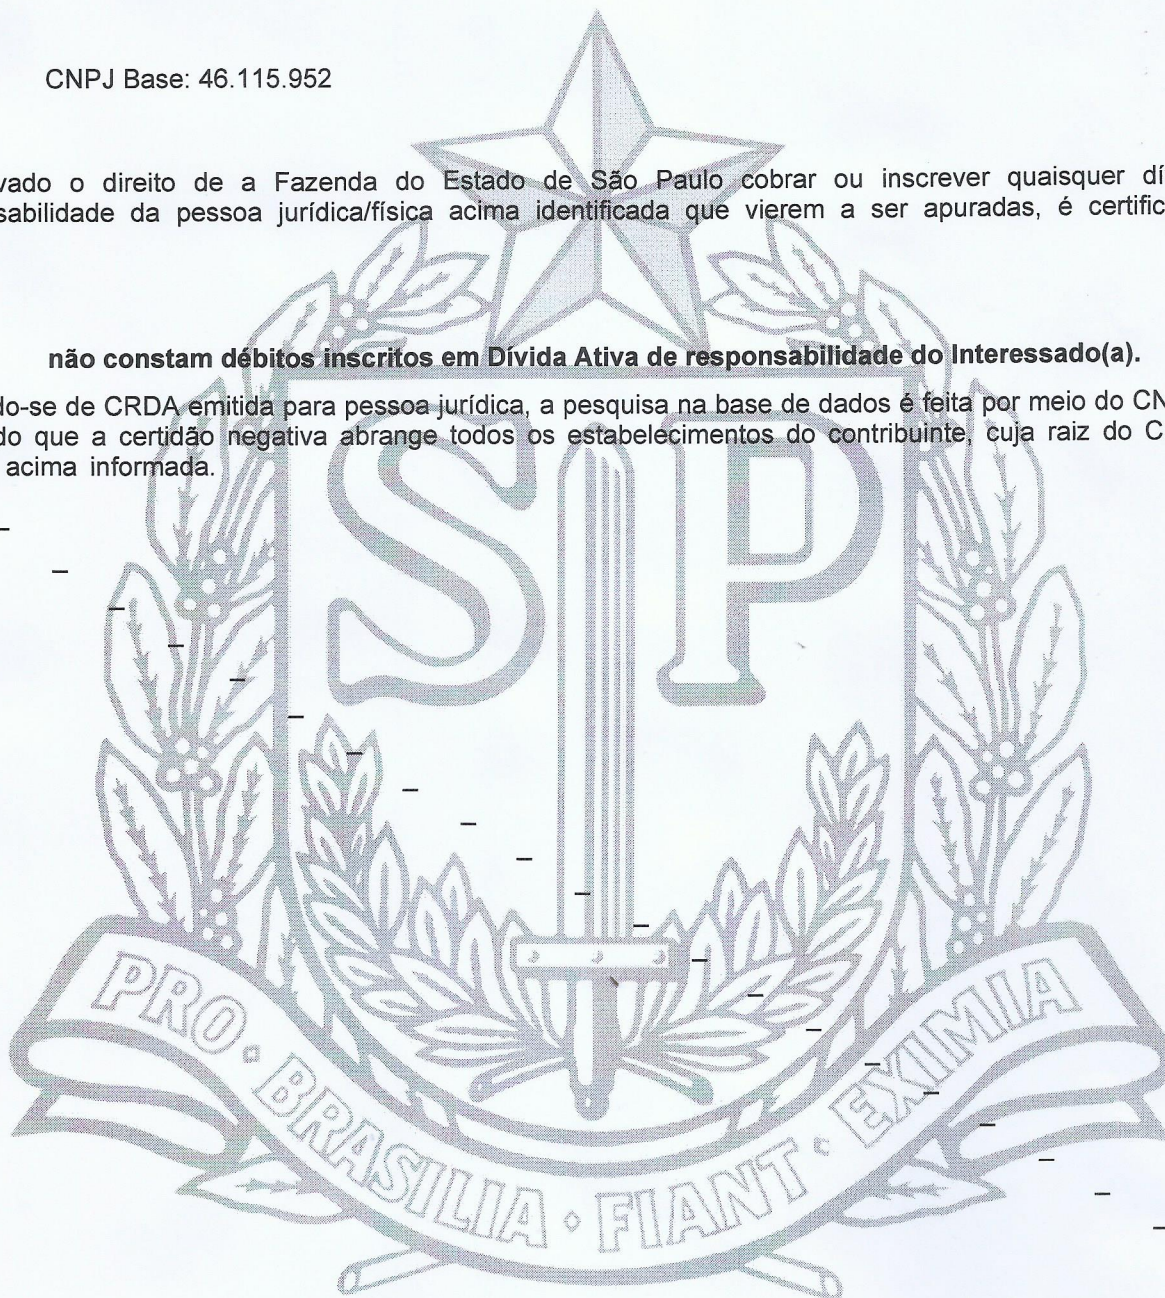 CNPJ Base: 46.115.952
vado o direito de a Fazenda do Estado de São Paulo cobrar ou inscrever quaisquer dí
sabilidade da pessoa jurídica/física acima identificada que vierem a ser apuradas, é certific
não constam débitos inscritos em Dívida Ativa de responsabilidade do Interessado(a).
do-se de CRDA emitida para pessoa jurídica, a pesquisa na base de dados é feita por meio do CN
do que a certidão negativa abrange todos os estabelecimentos do contribuinte, cuja raiz do C
acima informada.
SP
PRO · BRASILIA · FIANT · EXIMIA